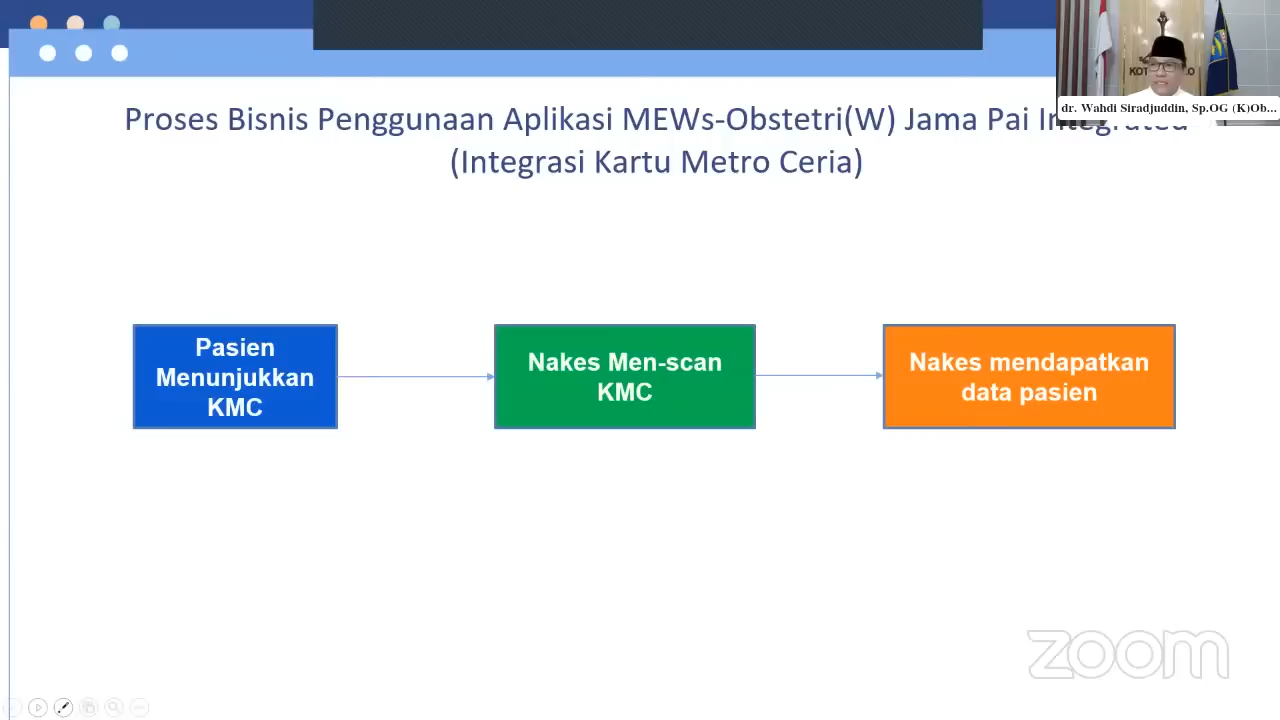 dr. Wahdi Siradjuddin, Sp.OG (K)Ob...
Proses Bisnis Penggunaan Aplikasi MEWs-Obstetri(W) Jama Pai Integrated
(Integrasi Kartu Metro Ceria)
Pasien
Menunjukkan
KMC
Nakes Men-scan
KMC
Nakes mendapatkan
data pasien
zoom